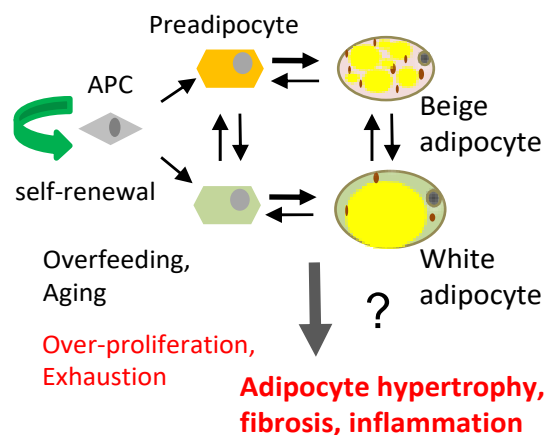 Preadipocyte
APC
Beige
adipocyte
self-renewal
Overfeeding,
Aging
White
adipocyte
?
Over-proliferation,
Exhaustion
Adipocyte hypertrophy,
fibrosis, inflammation